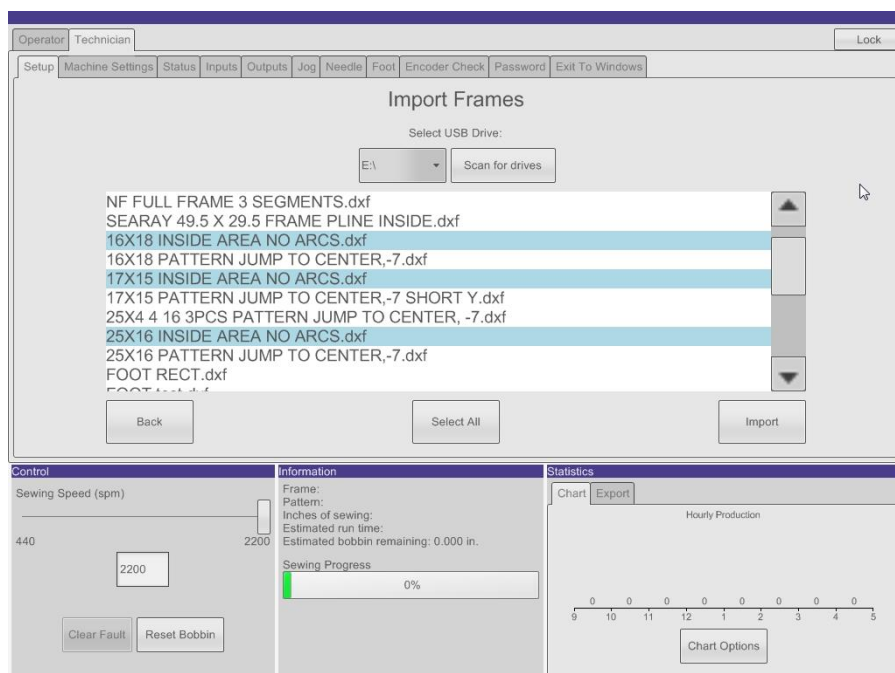 Operator Technician Lock
Setup Machine Settings Status Inputs Outputs Jog Needle Foot Encoder Check Password Exit To Windows
Import Frames
Select USB Drive:
E:\ Scan for drives
NF FULL FRAME 3 SEGMENTS.dxf
SEARAY 49.5 X 29.5 FRAME PLINE INSIDE.dxf
16X18 INSIDE AREA NO ARCS.dxf
16X18 PATTERN JUMP TO CENTER,-7.dxf
17X15 INSIDE AREA NO ARCS.dxf
17X15 PATTERN JUMP TO CENTER,-7 SHORT Y.dxf
25X4 4 16 3PCS PATTERN JUMP TO CENTER, -7.dxf
25X16 INSIDE AREA NO ARCS.dxf
25X16 PATTERN JUMP TO CENTER,-7.dxf
FOOT RECT.dxf
FOOT test.dxf
Back Select All Import
Control
Sewing Speed (spm)
440 2200
2200
Clear Fault Reset Bobbin
Information
Frame:
Pattern:
Inches of sewing:
Estimated run time:
Estimated bobbin remaining: 0.000 in.
Sewing Progress
0%
Statistics
Chart Export
Hourly Production
0 0 0 0 0 0 0 0
9 10 11 12 1 2 3 4 5
Chart Options